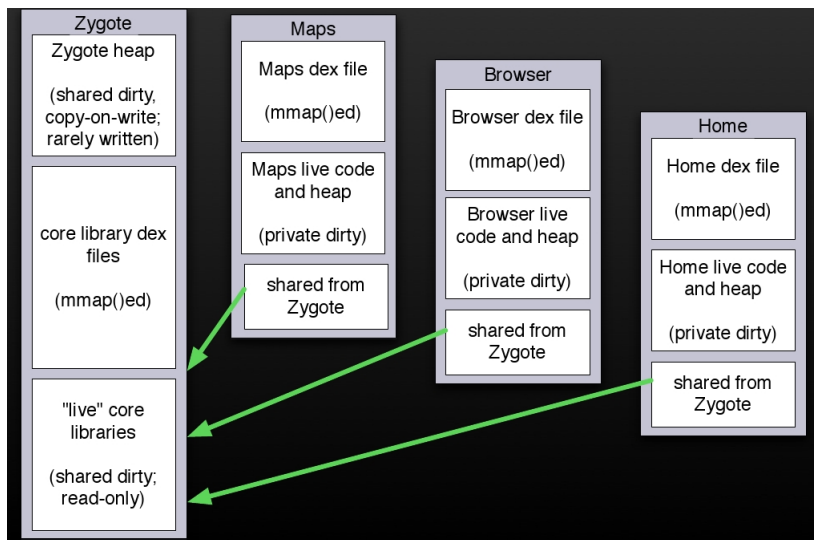 Zygote
Zygote heap
(shared dirty,
copy-on-write;
rarely written)
core library dex
files
(mmap()ed)
"live" core
libraries
(shared dirty;
read-only)
Maps
Maps dex file
(mmap()ed)
Maps live code
and heap
(private dirty)
shared from
Zygote
Browser
Browser dex file
(mmap()ed)
Browser live
code and heap
(private dirty)
shared from
Zygote
Home
Home dex file
(mmap()ed)
Home live code
and heap
(private dirty)
shared from
Zygote